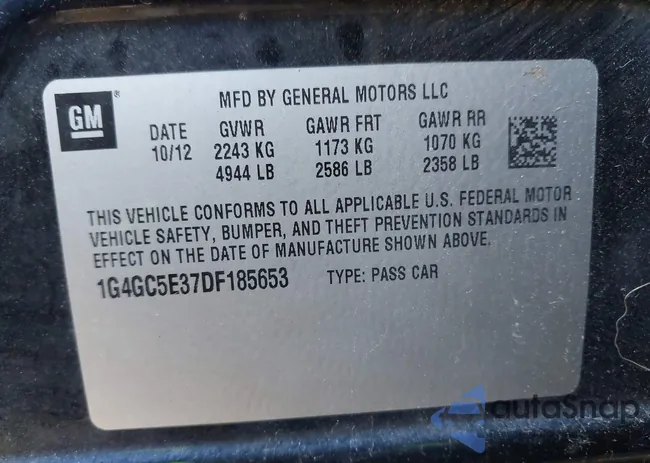 GM
MFD BY GENERAL MOTORS LLC
DATE GVWR GAWR FRT GAWR RR
10/12 2243 KG 1173 KG 1070 KG
4944 LB 2586 LB 2358 LB
THIS VEHICLE CONFORMS TO ALL APPLICABLE U.S. FEDERAL MOTOR
VEHICLE SAFETY, BUMPER, AND THEFT PREVENTION STANDARDS IN
EFFECT ON THE DATE OF MANUFACTURE SHOWN ABOVE.
1G4GC5E37DF185653 TYPE: PASS CAR
autoSnap